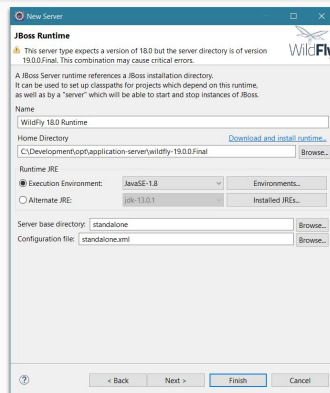 New Server
JBoss Runtime
This server type expects a version of 18.0 but the server directory is of version
19.0.0.Final. This combination may cause critical errors.
WildFly
A JBoss Server runtime references a JBoss installation directory.
It can be used to set up classpaths for projects which depend on this runtime,
as well as by a "server" which will be able to start and stop instances of JBoss.
Name
WildFly 18.0 Runtime
Home Directory Download and install runtime...
C:\Development\opt\application-server\wildfly-19.0.0.Final Browse...
Runtime JRE
Execution Environment: JavaSE-1.8 Environments...
Alternate JRE: jdk-13.0.1 Installed JREs...
Server base directory: standalone Browse...
Configuration file: standalone.xml Browse...
? < Back Next > Finish Cancel